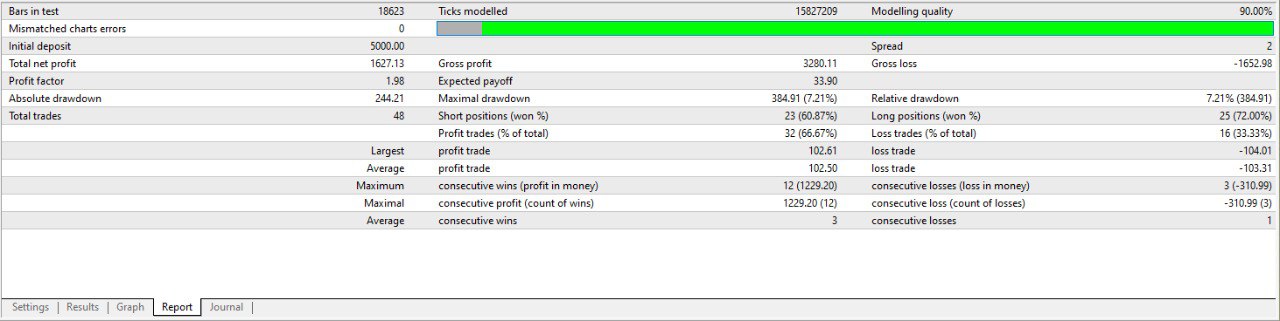 Bars in test 18623 Ticks modelled 15827209 Modelling quality 90.00%
Mismatched charts errors 0
Initial deposit 5000.00 Spread 2
Total net profit 1627.13 Gross profit 3280.11 Gross loss -1652.98
Profit factor 1.98 Expected payoff 33.90
Absolute drawdown 244.21 Maximal drawdown 384.91 (7.21%) Relative drawdown 7.21% (384.91)
Total trades 48 Short positions (won %) 23 (60.87%) Long positions (won %) 25 (72.00%)
Profit trades (% of total) 32 (66.67%) Loss trades (% of total) 16 (33.33%)
Largest profit trade 102.61 loss trade -104.01
Average profit trade 102.50 loss trade -103.31
Maximum consecutive wins (profit in money) 12 (1229.20) consecutive losses (loss in money) 3 (-310.99)
Maximal consecutive profit (count of wins) 1229.20 (12) consecutive loss (count of losses) -310.99 (3)
Average consecutive wins 3 consecutive losses 1
Settings | Results | Graph | Report | Journal |